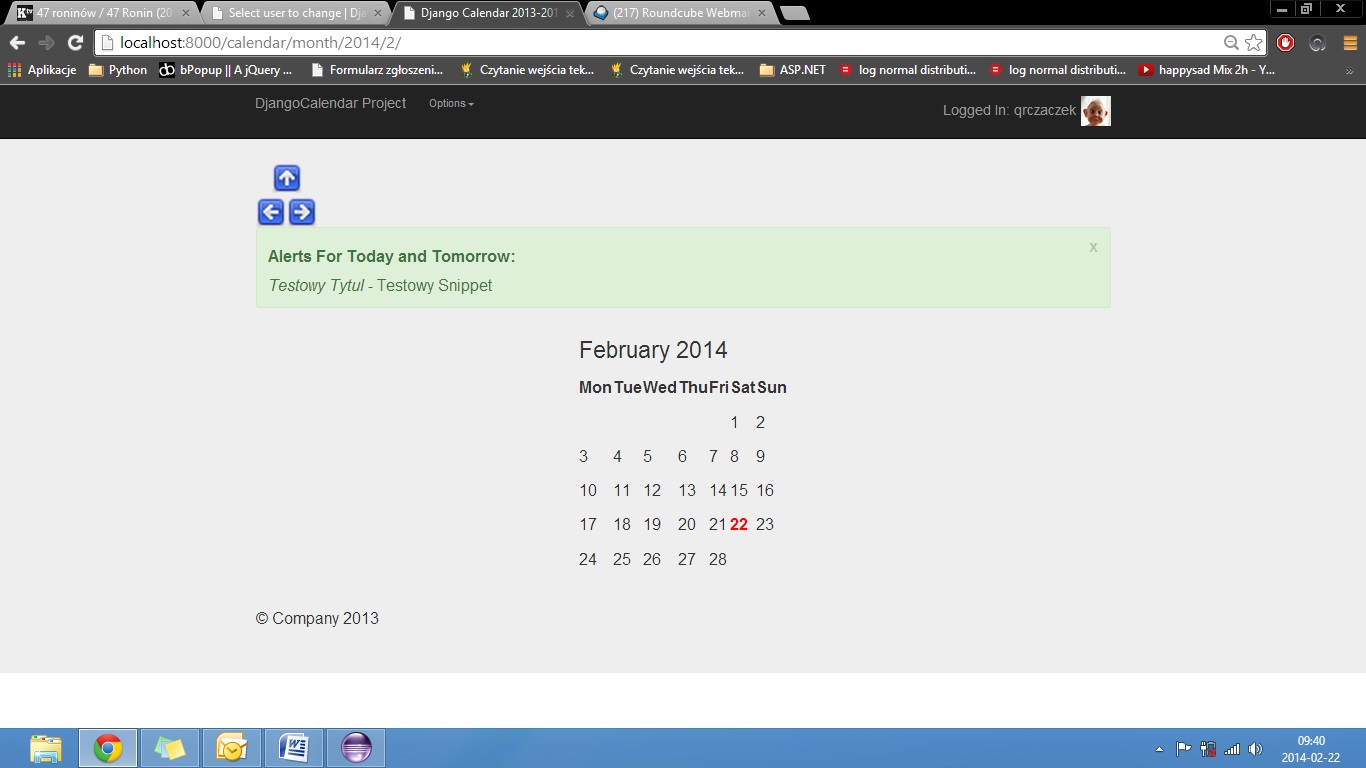 47 roninów / 47 Ronin (20
Select user to change | Dja
Django Calendar 2013-201
(217) Roundcube Webmai
localhost:8000/calendar/month/2014/2/
Aplikacje
Python
bPopup || A jQuery ...
Formularz zgłoszeni...
Czytanie wejścia tek...
Czytanie wejścia tek...
ASP.NET
log normal distributi...
log normal distributi...
happysad Mix 2h - Y...
»
DjangoCalendar Project
Options
Logged In: qrczaczek
Alerts For Today and Tomorrow:
x
Testowy Tytul - Testowy Snippet
February 2014
Mon Tue Wed Thu Fri Sat Sun
1 2
3 4 5 6 7 8 9
10 11 12 13 14 15 16
17 18 19 20 21 22 23
24 25 26 27 28
© Company 2013
09:40
2014-02-22